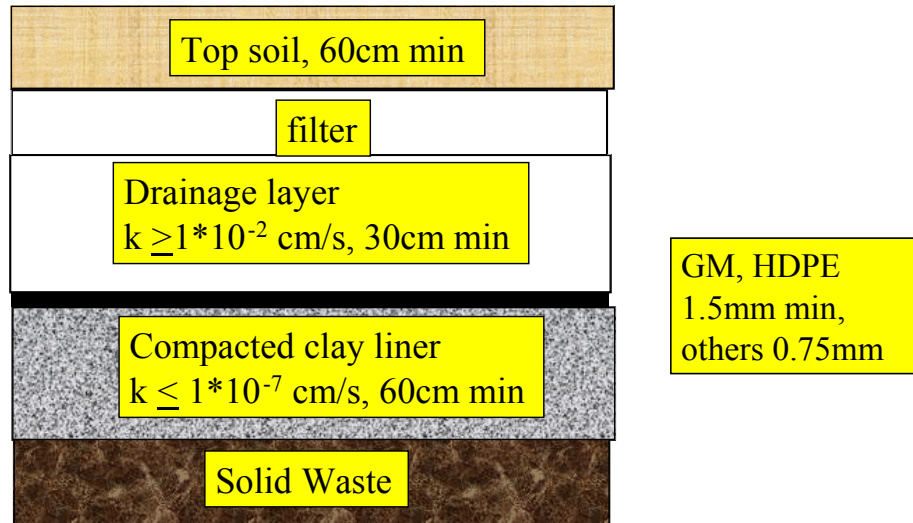 Top soil, 60cm min
filter
Drainage layer
k ≥1*10⁻² cm/s, 30cm min
GM, HDPE
1.5mm min,
others 0.75mm
Compacted clay liner
k ≤ 1*10⁻⁷ cm/s, 60cm min
Solid Waste